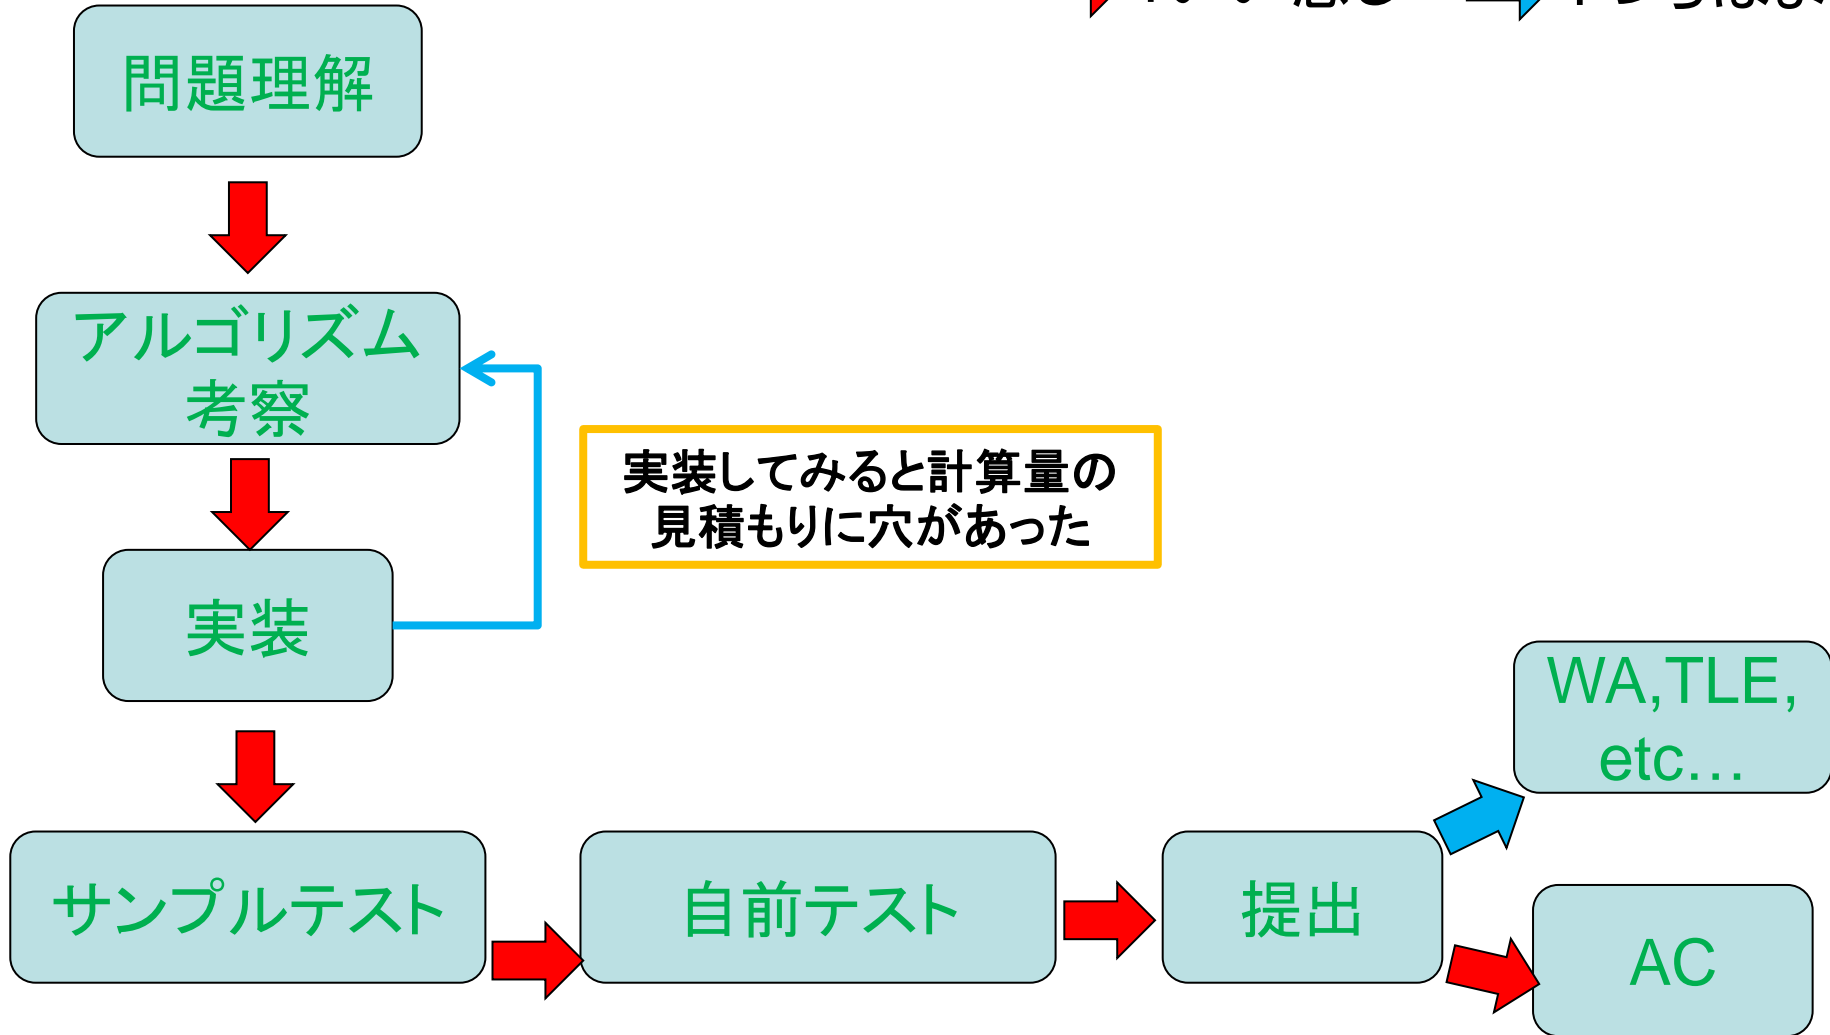 問題理解
アルゴリズム
考察
実装してみると計算量の
見積もりに穴があった
実装
WA,TLE,
etc…
サンプルテスト
自前テスト
提出
AC